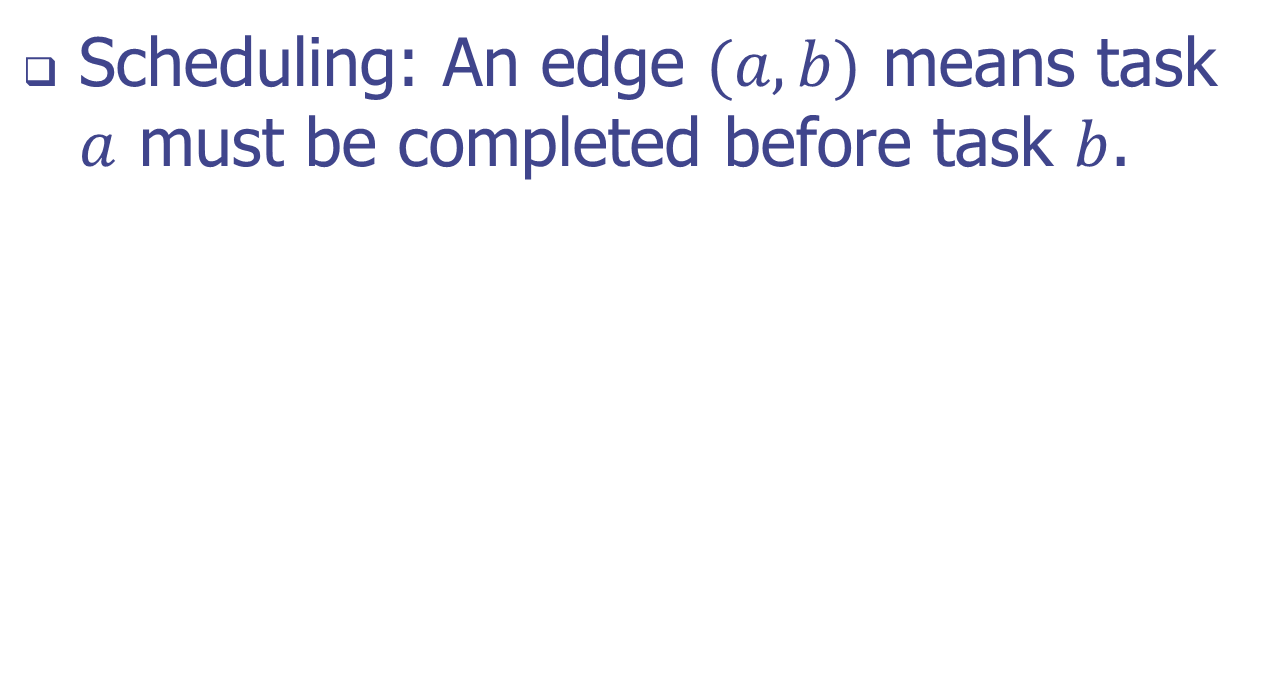 ❑ Scheduling: An edge (𝑎, 𝑏) means task
𝑎 must be completed before task 𝑏.